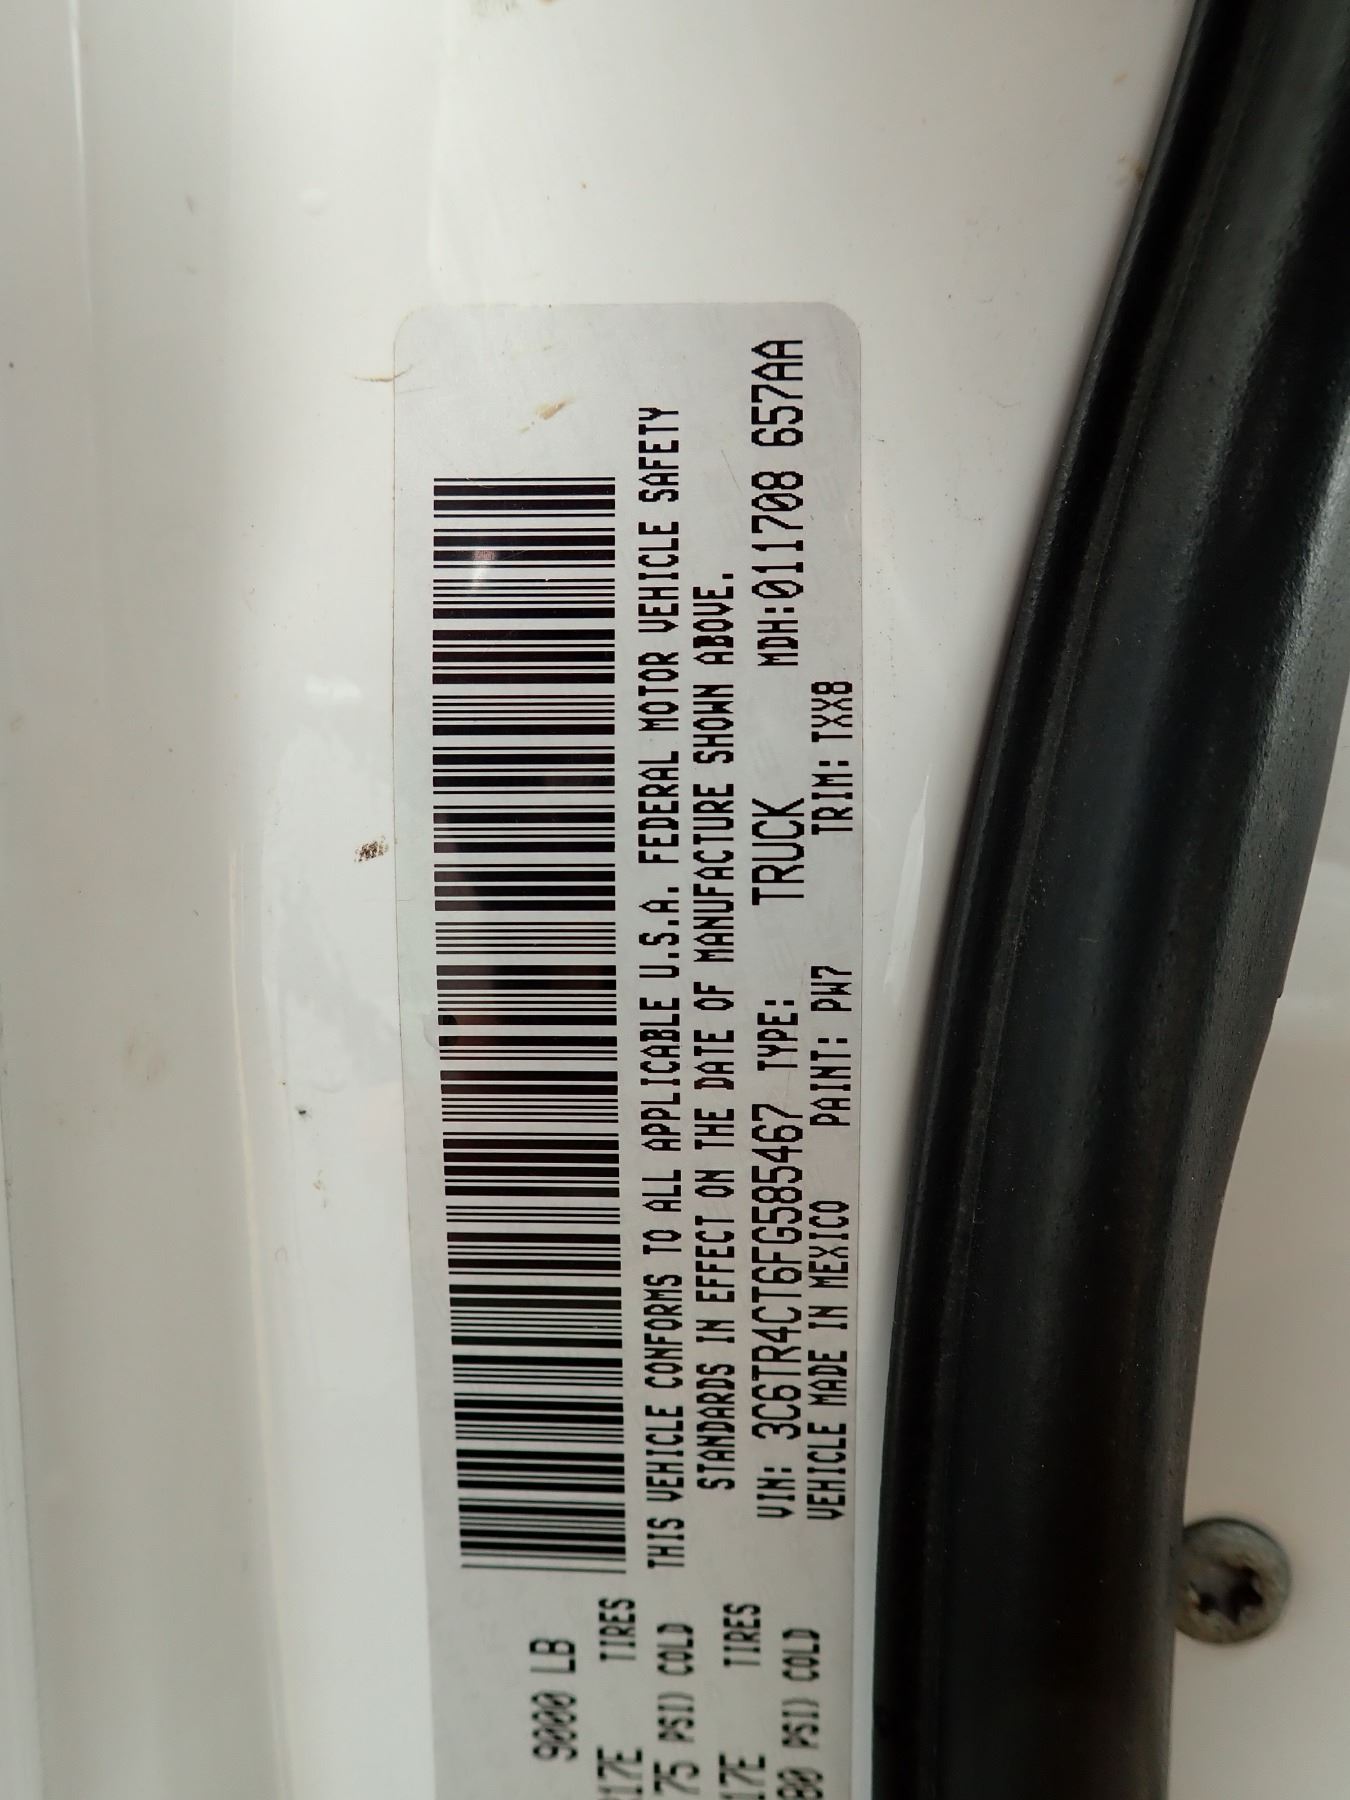 9000 LB
17E TIRES
75 PSI) COLD
17E TIRES
80 PSI) COLD
THIS VEHICLE CONFORMS TO ALL APPLICABLE U.S.A. FEDERAL MOTOR VEHICLE SAFETY
STANDARDS IN EFFECT ON THE DATE OF MANUFACTURE SHOWN ABOVE.
VIN: 3C6TR4CT6FG585467 TYPE: TRUCK MDH:011708 657AA
VEHICLE MADE IN MEXICO PAINT: PW7 TRIM: TXX8